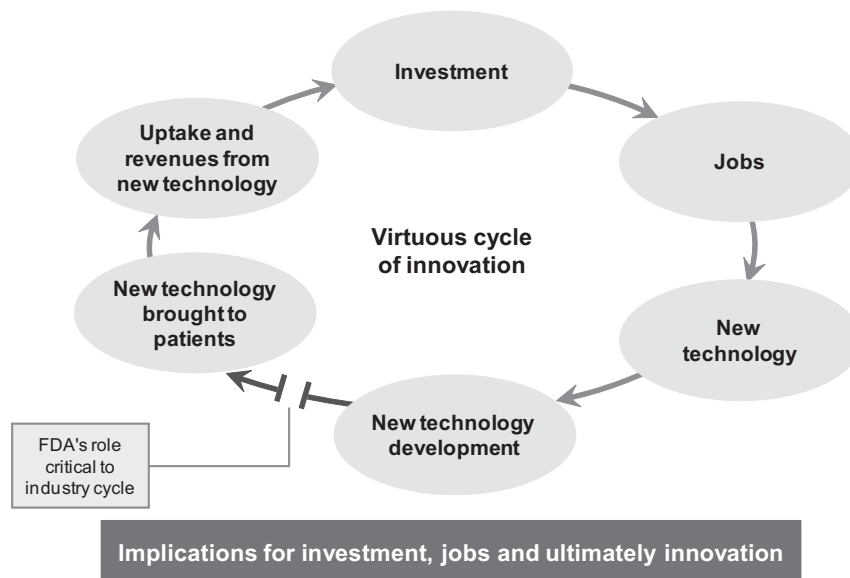 Investment
Jobs
New
technology
New technology
development
New technology
brought to
patients
Uptake and
revenues from
new technology
Virtuous cycle
of innovation
FDA's role
critical to
industry cycle
Implications for investment, jobs and ultimately innovation